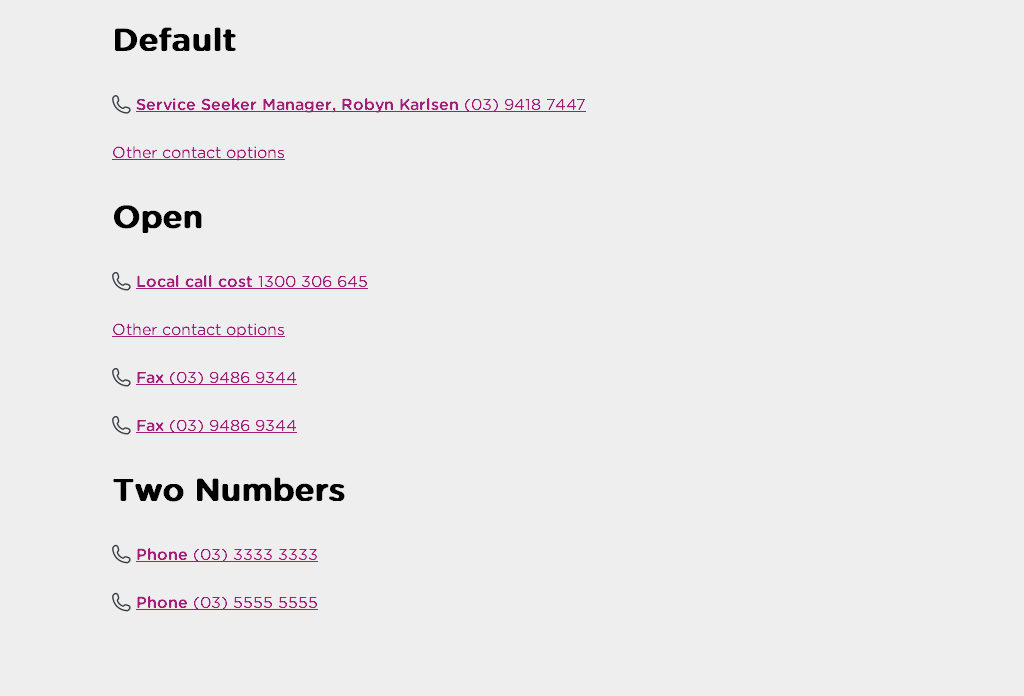 Default
Service Seeker Manager, Robyn Karlsen (03) 9418 7447
Other contact options
Open
Local call cost 1300 306 645
Other contact options
Fax (03) 9486 9344
Fax (03) 9486 9344
Two Numbers
Phone (03) 3333 3333
Phone (03) 5555 5555